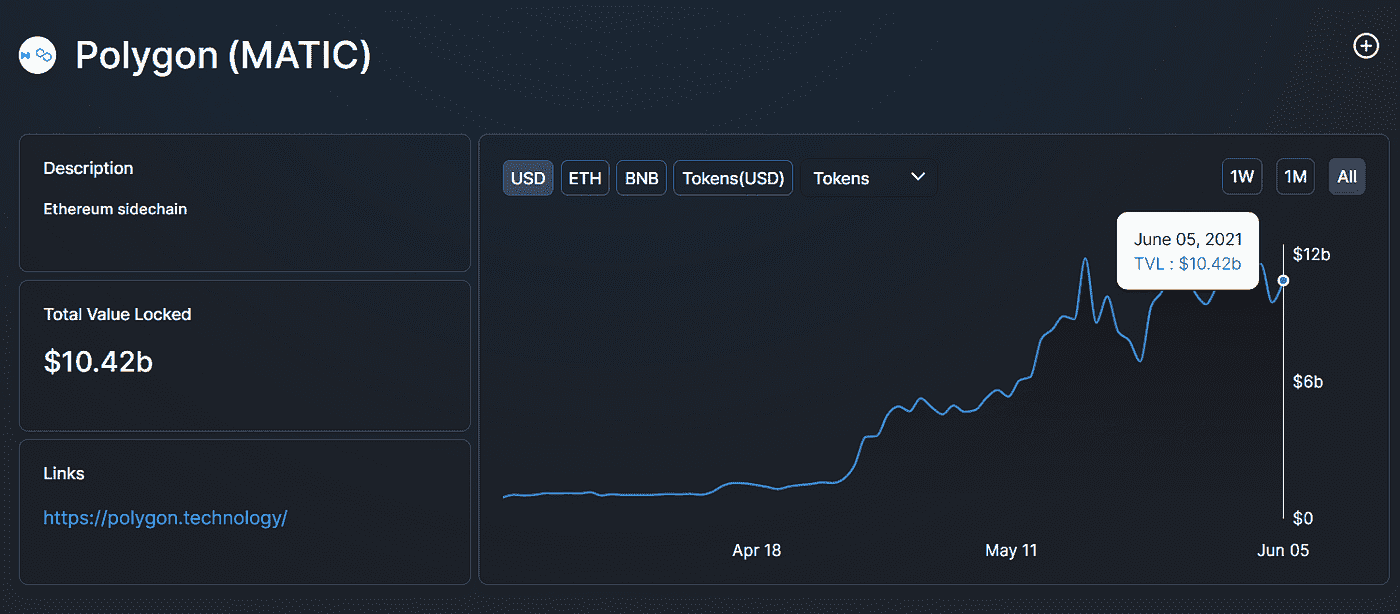 Polygon (MATIC)
Description
Ethereum sidechain
Total Value Locked
$10.42b
Links
https://polygon.technology/
USD
ETH
BNB
Tokens(USD)
Tokens
1W
1M
All
June 05, 2021
TVL : $10.42b
$12b
$6b
$0
Apr 18
May 11
Jun 05